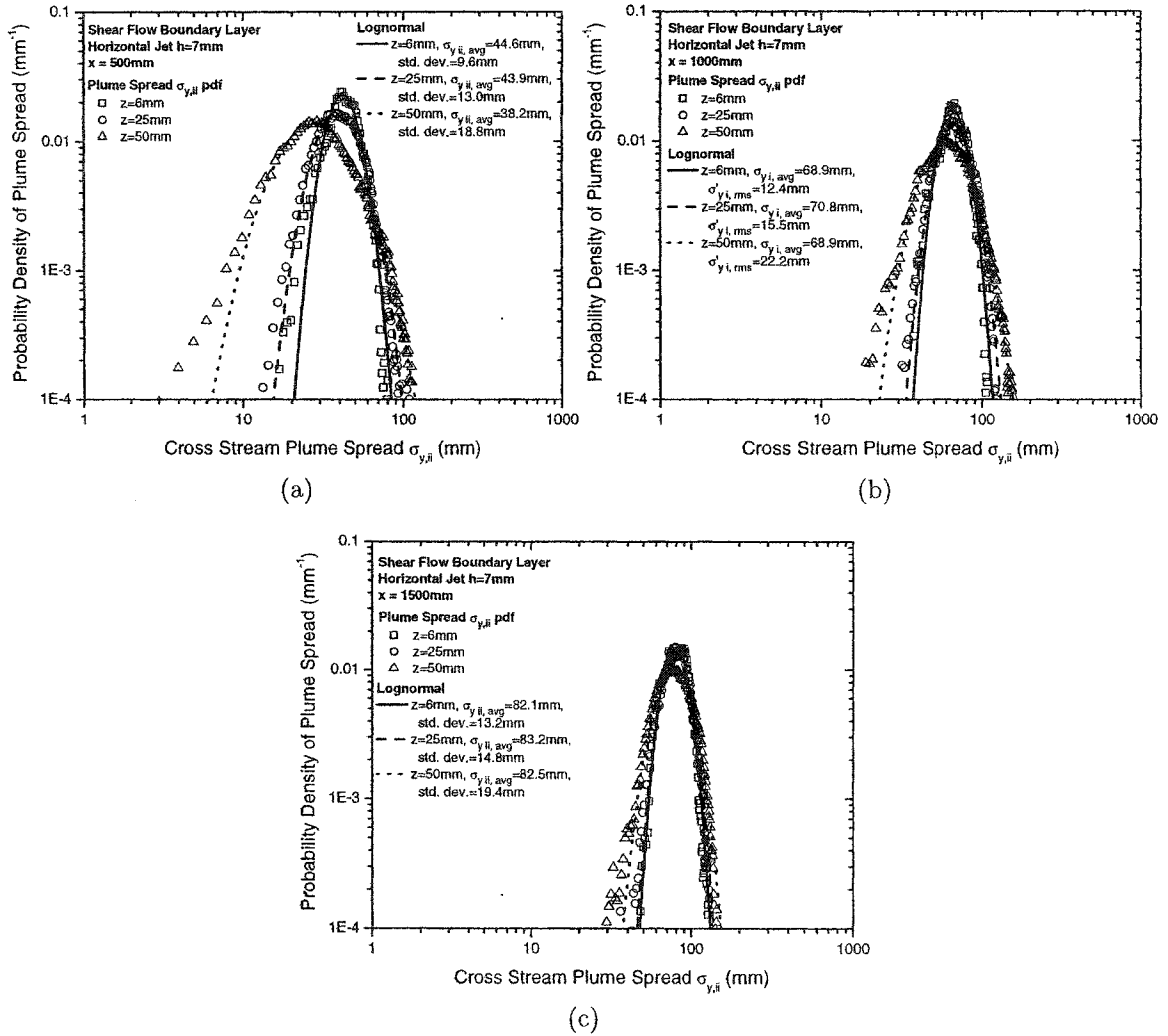 Shear Flow Boundary Layer
Horizontal Jet h=7mm
x = 500mm
Plume Spread σy,ii pdf
z=6mm
z=25mm
z=50mm
Lognormal
z=6mm, σy ii, avg=44.6mm,
std. dev.=9.6mm
z=25mm, σy ii, avg=43.9mm,
std. dev.=13.0mm
z=50mm, σy ii, avg=38.2mm,
std. dev.=18.8mm
Probability Density of Plume Spread (mm-1)
0.1
0.01
1E-3
1E-4
1
10
100
1000
Cross Stream Plume Spread σy,ii (mm)
(a)
Shear Flow Boundary Layer
Horizontal Jet h=7mm
x = 1000mm
Plume Spread σy,ii pdf
z=6mm
z=25mm
z=50mm
Lognormal
z=6mm, σy i, avg=68.9mm,
σ'y i, rms=12.4mm
z=25mm, σy i, avg=70.8mm,
σ'y i, rms=15.5mm
z=50mm, σy i, avg=68.9mm,
σ'y i, rms=22.2mm
Probability Density of Plume Spread (mm-1)
0.1
0.01
1E-3
1E-4
1
10
100
1000
Cross Stream Plume Spread σy,ii (mm)
(b)
Shear Flow Boundary Layer
Horizontal Jet h=7mm
x = 1500mm
Plume Spread σy,ii pdf
z=6mm
z=25mm
z=50mm
Lognormal
z=6mm, σy ii, avg=82.1mm,
std. dev.=13.2mm
z=25mm, σy ii, avg=83.2mm,
std. dev.=14.8mm
z=50mm, σy ii, avg=82.5mm,
std. dev.=19.4mm
Probability Density of Plume Spread (mm-1)
0.1
0.01
1E-3
1E-4
1
10
100
1000
Cross Stream Plume Spread σy,ii (mm)
(c)